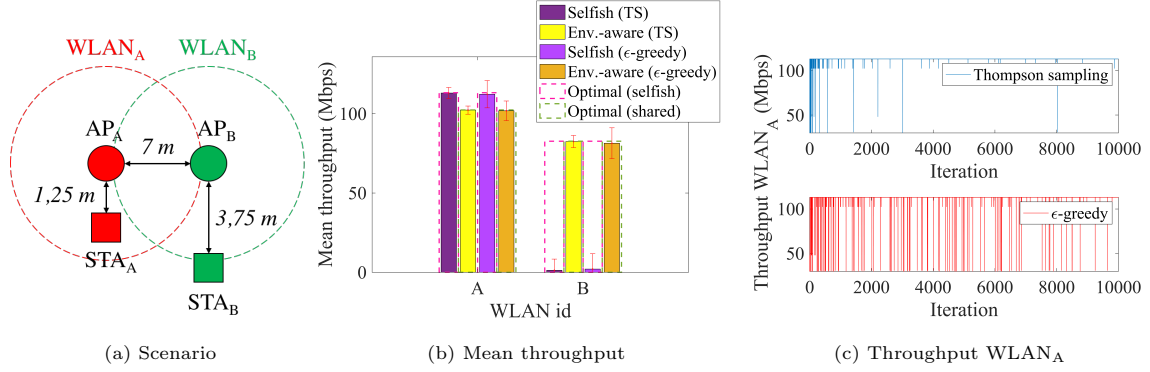 WLAN_A
WLAN_B
AP_A
AP_B
7 m
1,25 m
3,75 m
STA_A
STA_B
(a) Scenario
Selfish (TS)
Env.-aware (TS)
Selfish (ϵ-greedy)
Env.-aware (ϵ-greedy)
Optimal (selfish)
Optimal (shared)
Mean throughput (Mbps)
100
50
0
A
B
WLAN id
(b) Mean throughput
Throughput WLAN_A (Mbps)
100
50
Thompson sampling
0
2000
4000
6000
8000
10000
Iteration
100
50
ϵ-greedy
0
2000
4000
6000
8000
10000
Iteration
(c) Throughput WLAN_A